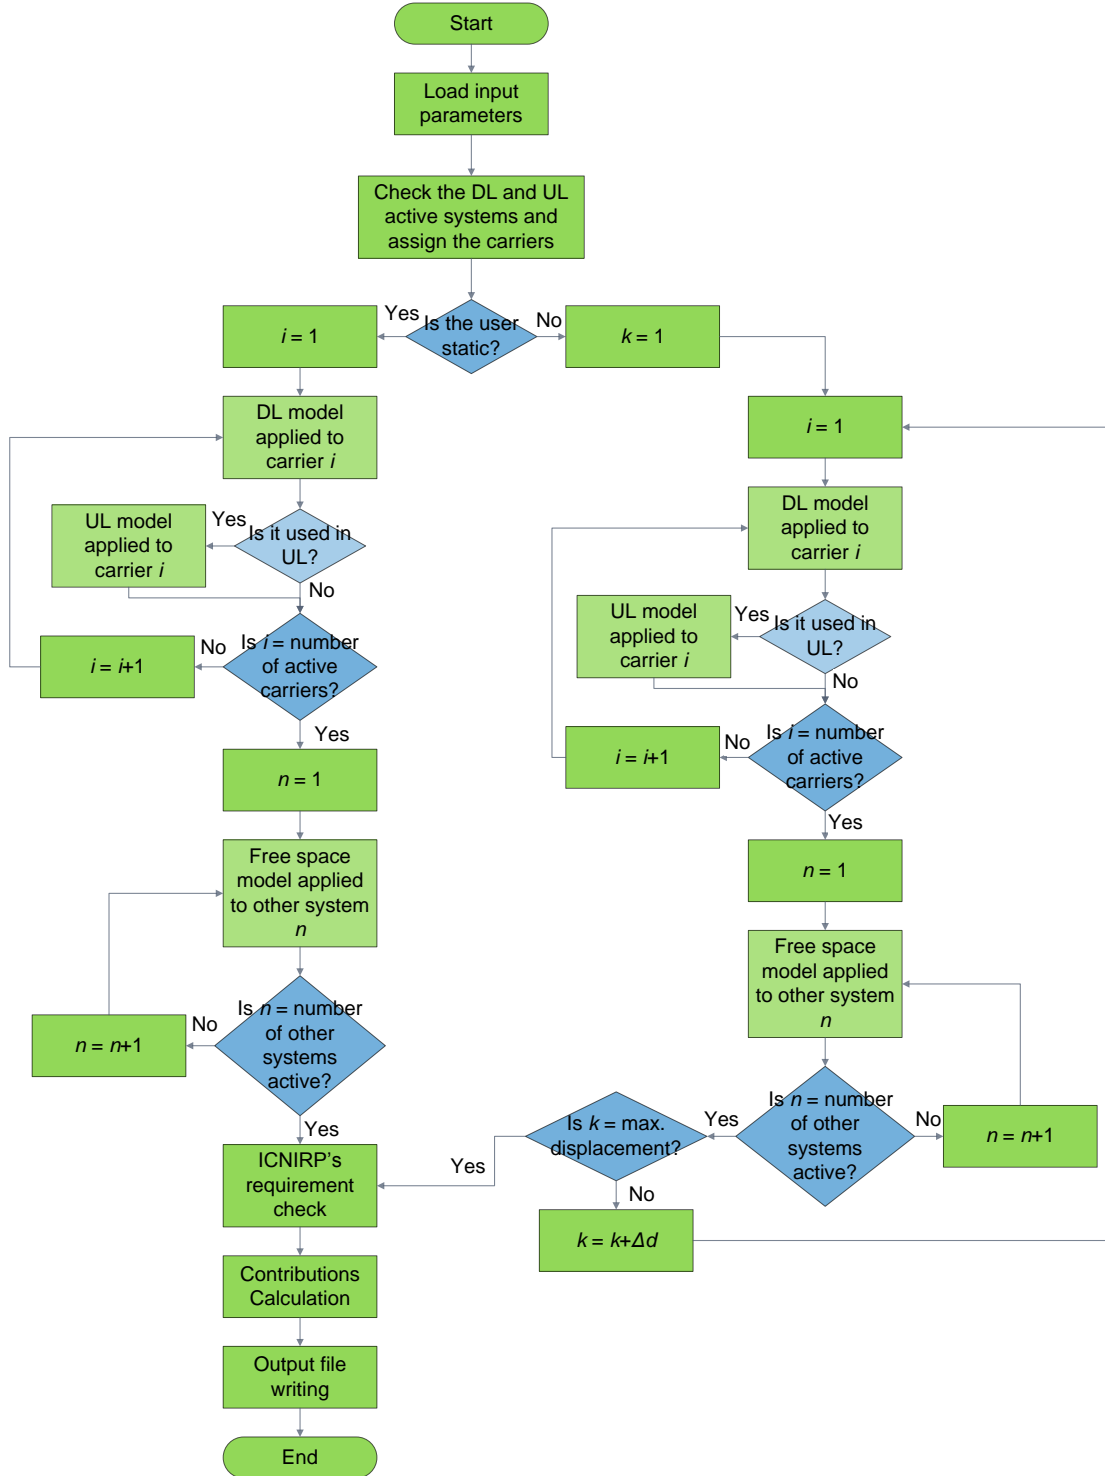 Start
Load input
parameters
Check the DL and UL
active systems and
assign the carriers
Is the user
static?
Yes
No
i = 1
k = 1
DL model
applied to
carrier i
Is it used in
UL?
Yes
No
UL model
applied to
carrier i
Is i = number
of active
carriers?
No
Yes
i = i+1
n = 1
Free space
model applied
to other system
n
Is n = number
of other
systems
active?
No
Yes
n = n+1
i = 1
DL model
applied to
carrier i
Is it used in
UL?
Yes
No
UL model
applied to
carrier i
Is i = number
of active
carriers?
No
Yes
i = i+1
n = 1
Free space
model applied
to other system
n
Is n = number
of other
systems
active?
No
Yes
n = n+1
Is k = max.
displacement?
Yes
No
k = k+Δd
ICNIRP’s
requirement
check
Contributions
Calculation
Output file
writing
End